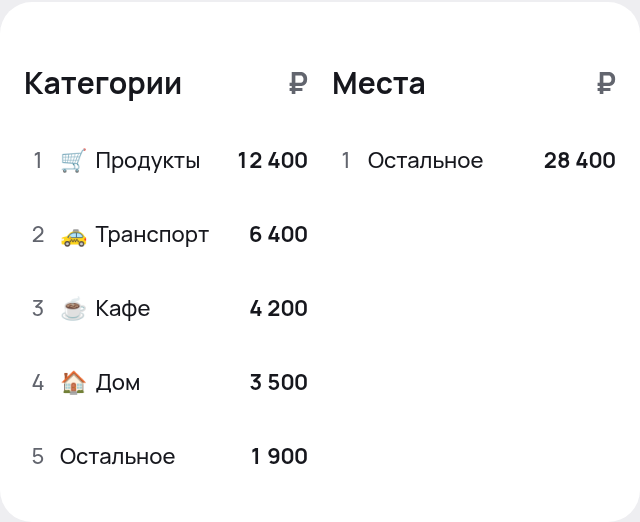 Категории ₽
1 🛒 Продукты 12 400
2 🚕 Транспорт 6 400
3 ☕ Кафе 4 200
4 🏠 Дом 3 500
5 Остальное 1 900
Места ₽
1 Остальное 28 400